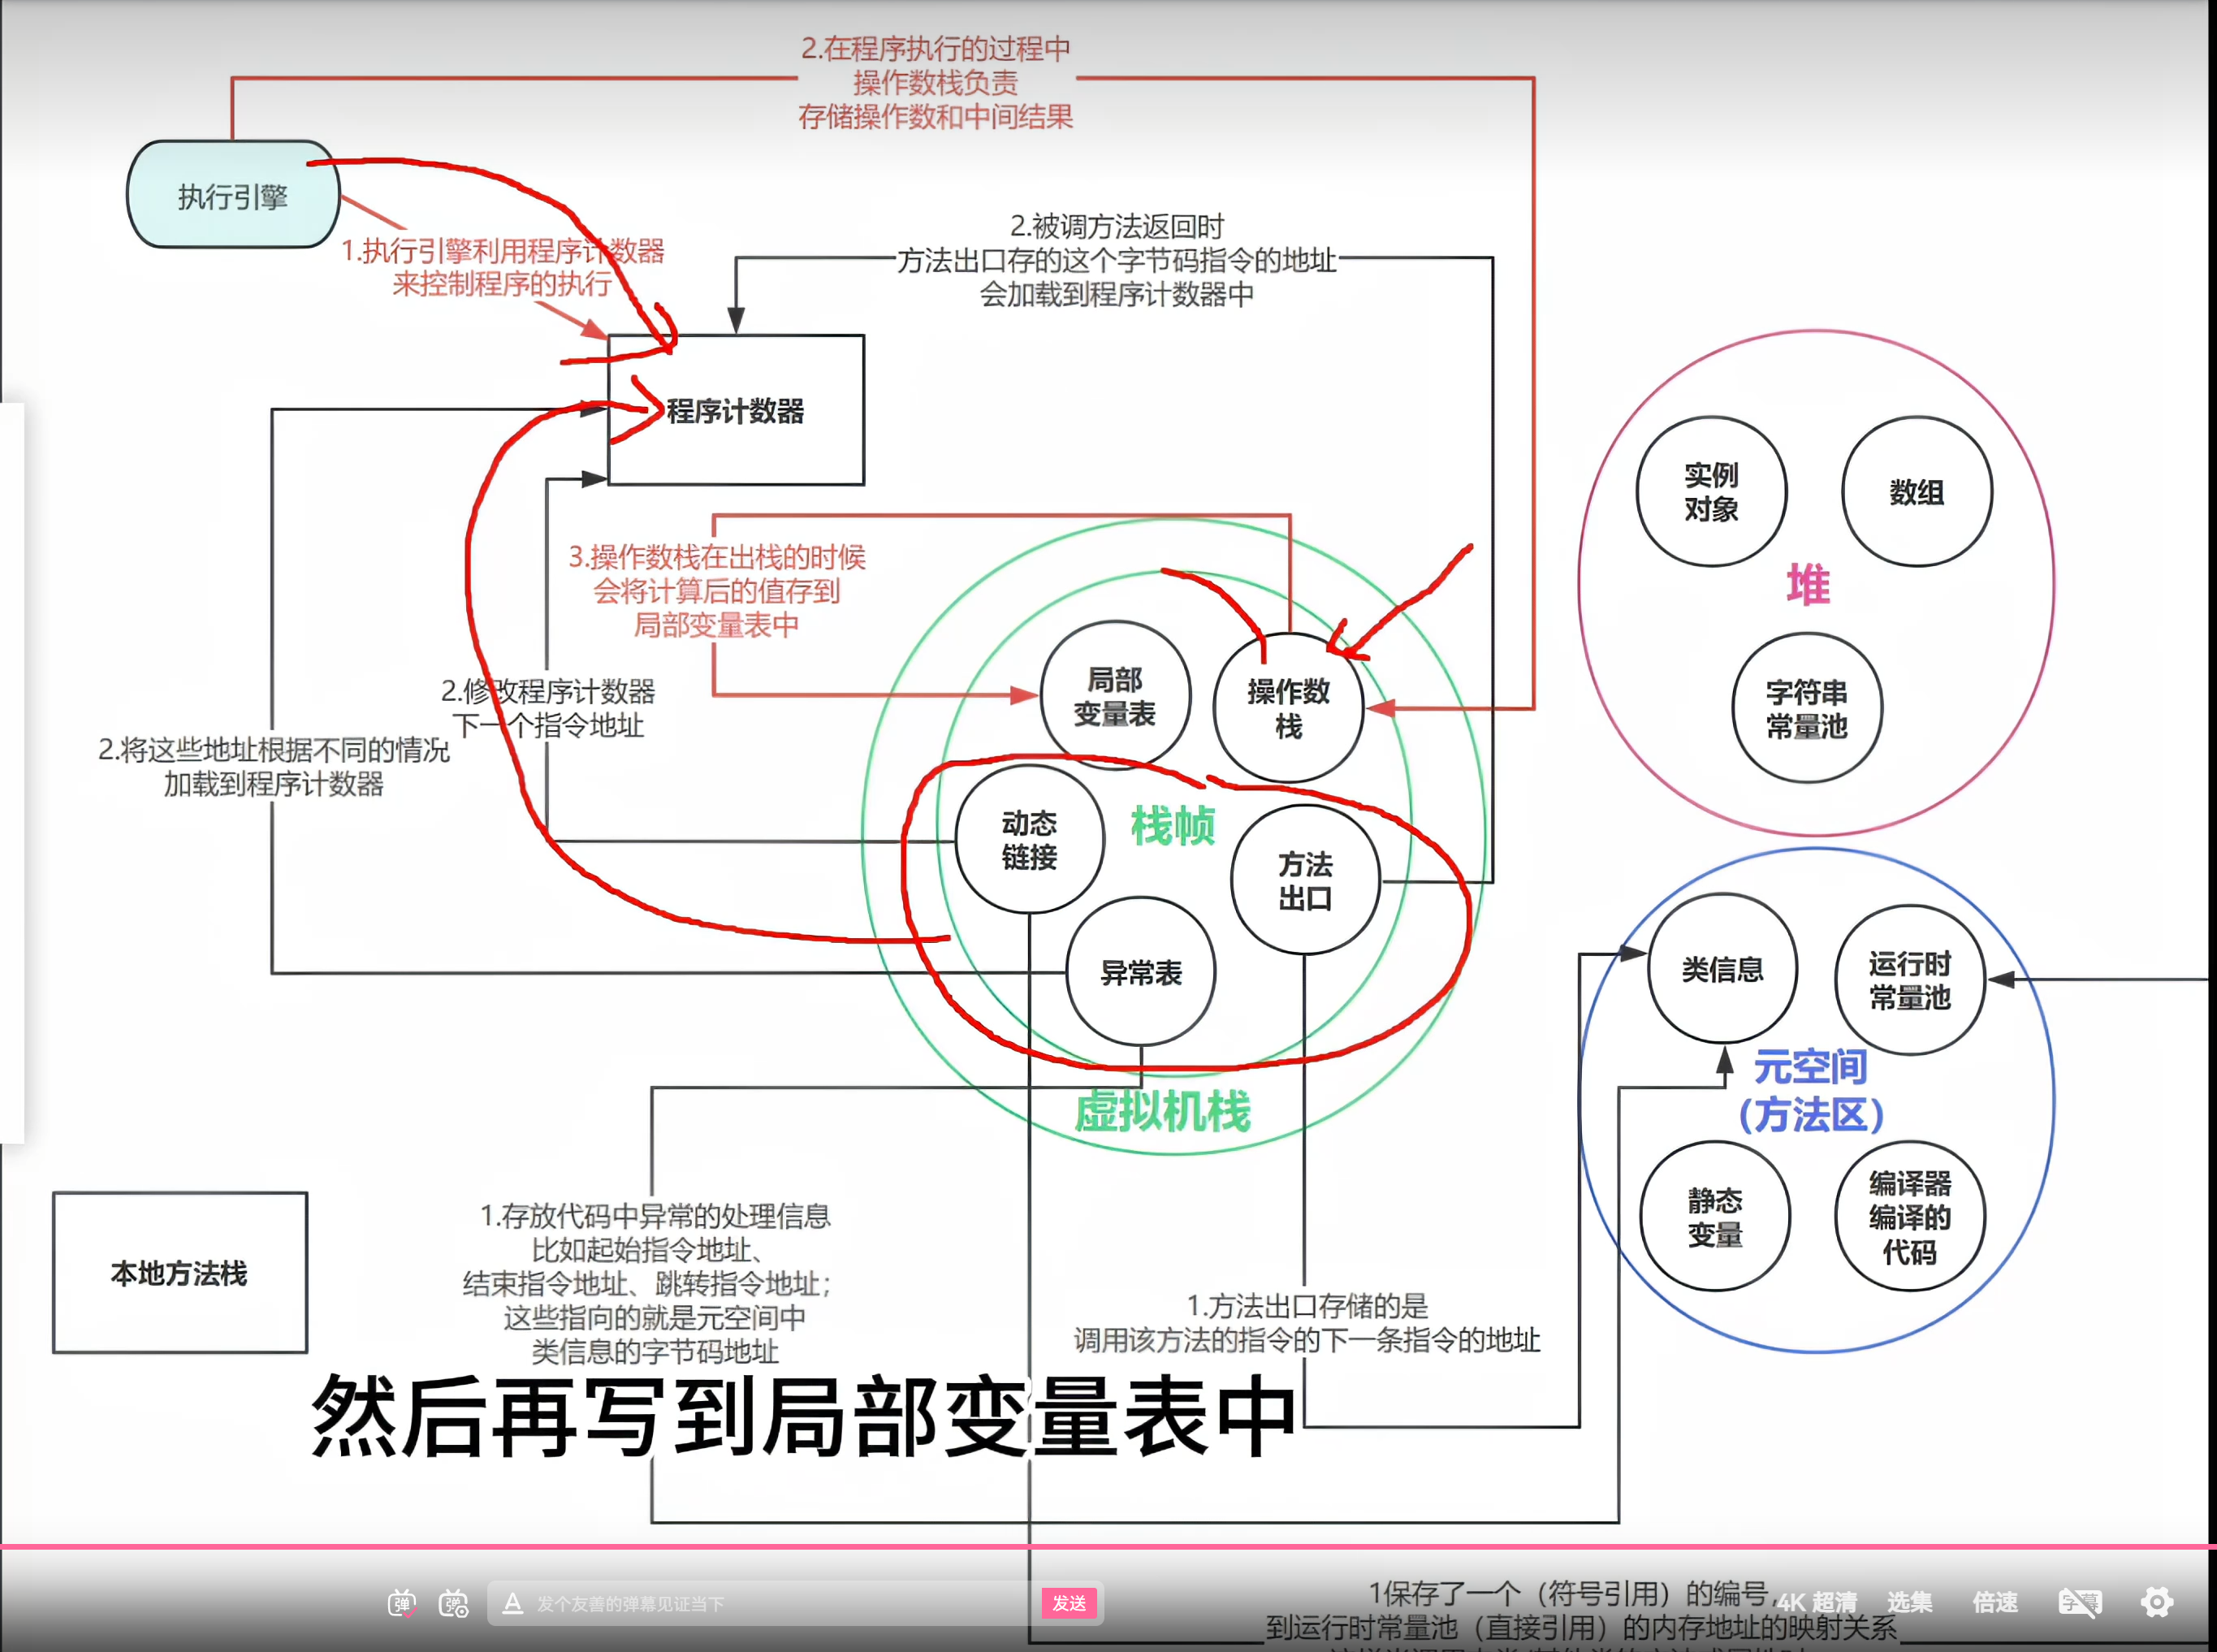 2.在程序执行的过程中
操作数栈负责
存储操作数和中间结果
执行引擎
1.执行引擎利用程序计数器
来控制程序的执行
2.被调方法返回时
方法出口存的这个字节码指令的地址
会加载到程序计数器中
程序计数器
实例
对象
数组
堆
字符串
常量池
3.操作数栈在出栈的时候
会将计算后的值存到
局部变量表中
局部
变量表
操作数
栈
2.修改程序计数器
下一个指令地址
2.将这些地址根据不同的情况
加载到程序计数器
动态
链接
栈帧
方法
出口
异常表
虚拟机栈
类信息
运行时
常量池
元空间
（方法区）
静态
变量
编译器
编译的
代码
本地方法栈
1.存放代码中异常的处理信息
比如起始指令地址、
结束指令地址、跳转指令地址；
这些指向的就是元空间中
类信息的字节码地址
1.方法出口存储的是
调用该方法的指令的下一条指令的地址
然后再写到局部变量表中
1保存了一个（符号引用）的编号，
到运行时常量池（直接引用）的内存地址的映射关系
弹
弹
A
发个友善的弹幕见证当下
发送
4K 超清
选集
倍速
字幕